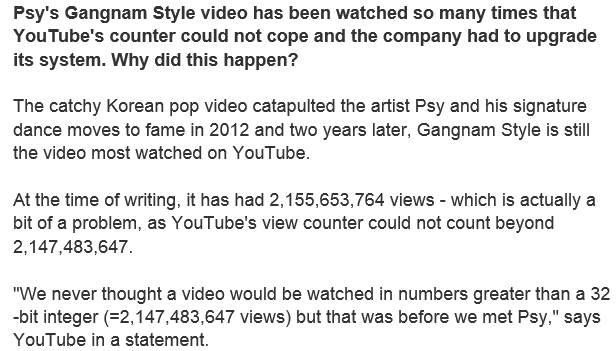 Psy's Gangnam Style video has been watched so many times that
YouTube's counter could not cope and the company had to upgrade
its system. Why did this happen?
The catchy Korean pop video catapulted the artist Psy and his signature
dance moves to fame in 2012 and two years later, Gangnam Style is still
the video most watched on YouTube.
At the time of writing, it has had 2,155,653,764 views - which is actually a
bit of a problem, as YouTube's view counter could not count beyond
2,147,483,647.
"We never thought a video would be watched in numbers greater than a 32
-bit integer (=2,147,483,647 views) but that was before we met Psy," says
YouTube in a statement.